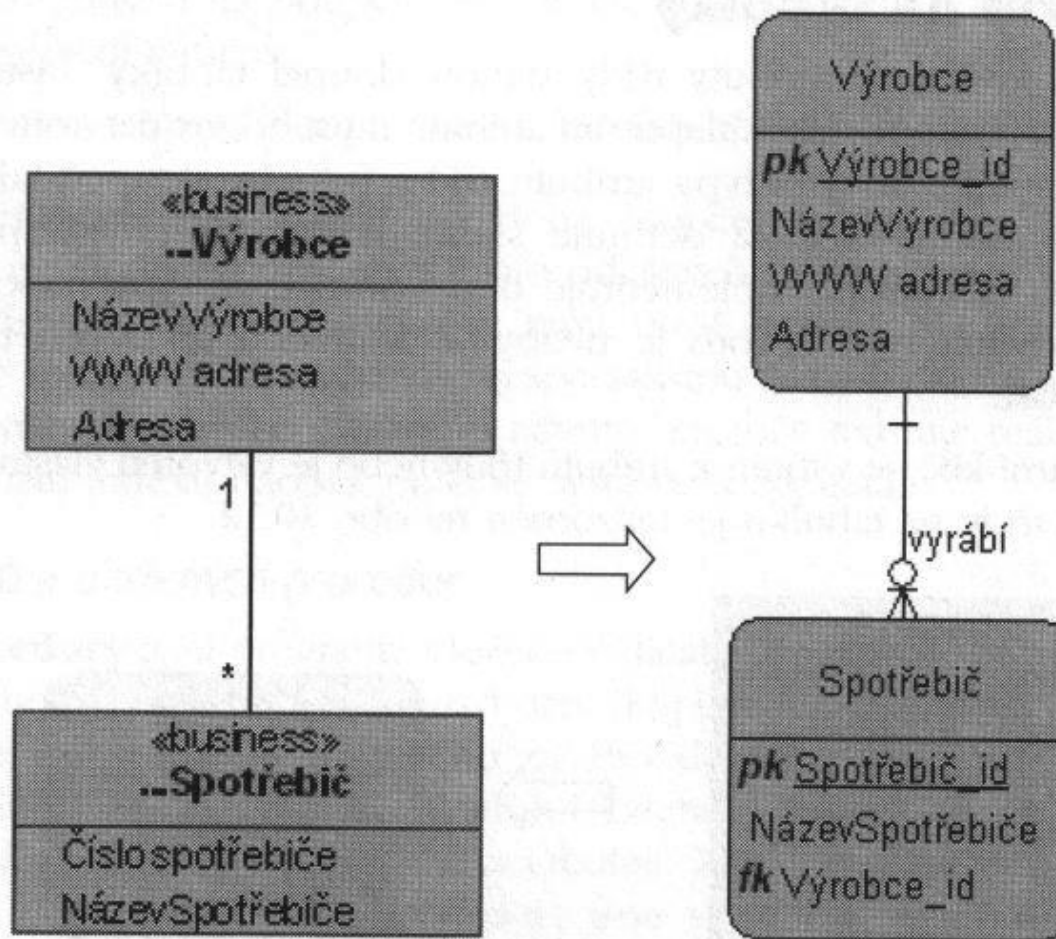 «business»
...Výrobce
NázevVýrobce
WWW adresa
Adresa
1
*
«business»
...Spotřebič
Číslo spotřebiče
NázevSpotřebiče
Výrobce
pk Výrobce_id
NázevVýrobce
WWW adresa
Adresa
vyrábí
Spotřebič
pk Spotřebič_id
NázevSpotřebiče
fk Výrobce_id